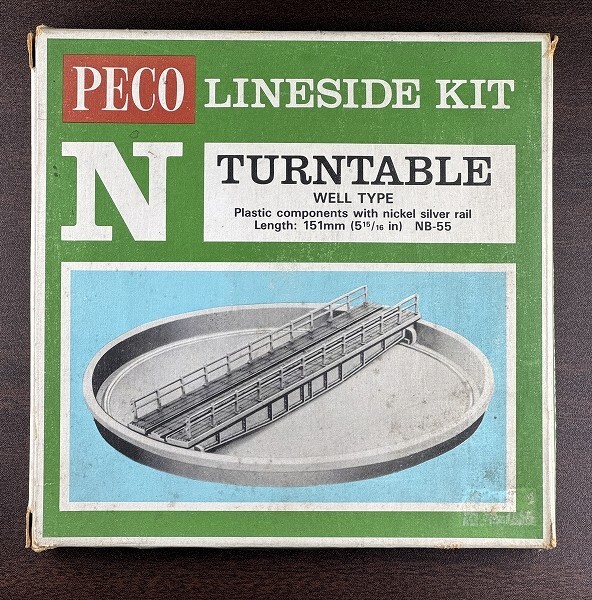 PECO LINESIDE KIT
N TURNTABLE
WELL TYPE
Plastic components with nickel silver rail
Length: 151mm (5 15/16 in) NB-55